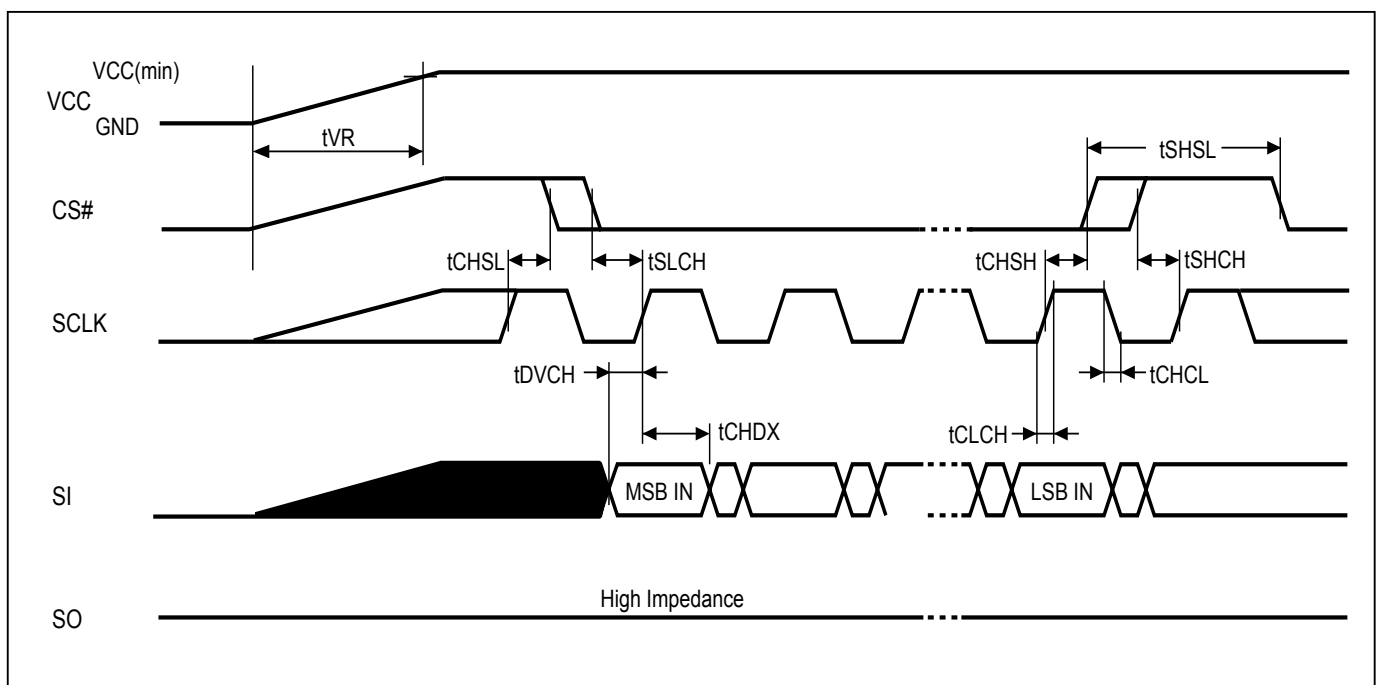 VCC(min)
VCC
GND
tVR
tSHSL
CS#
tCHSL
tSLCH
tCHSH
tSHCH
SCLK
tDVCH
tCHCL
tCHDX
tCLCH
SI
MSB IN
LSB IN
High Impedance
SO